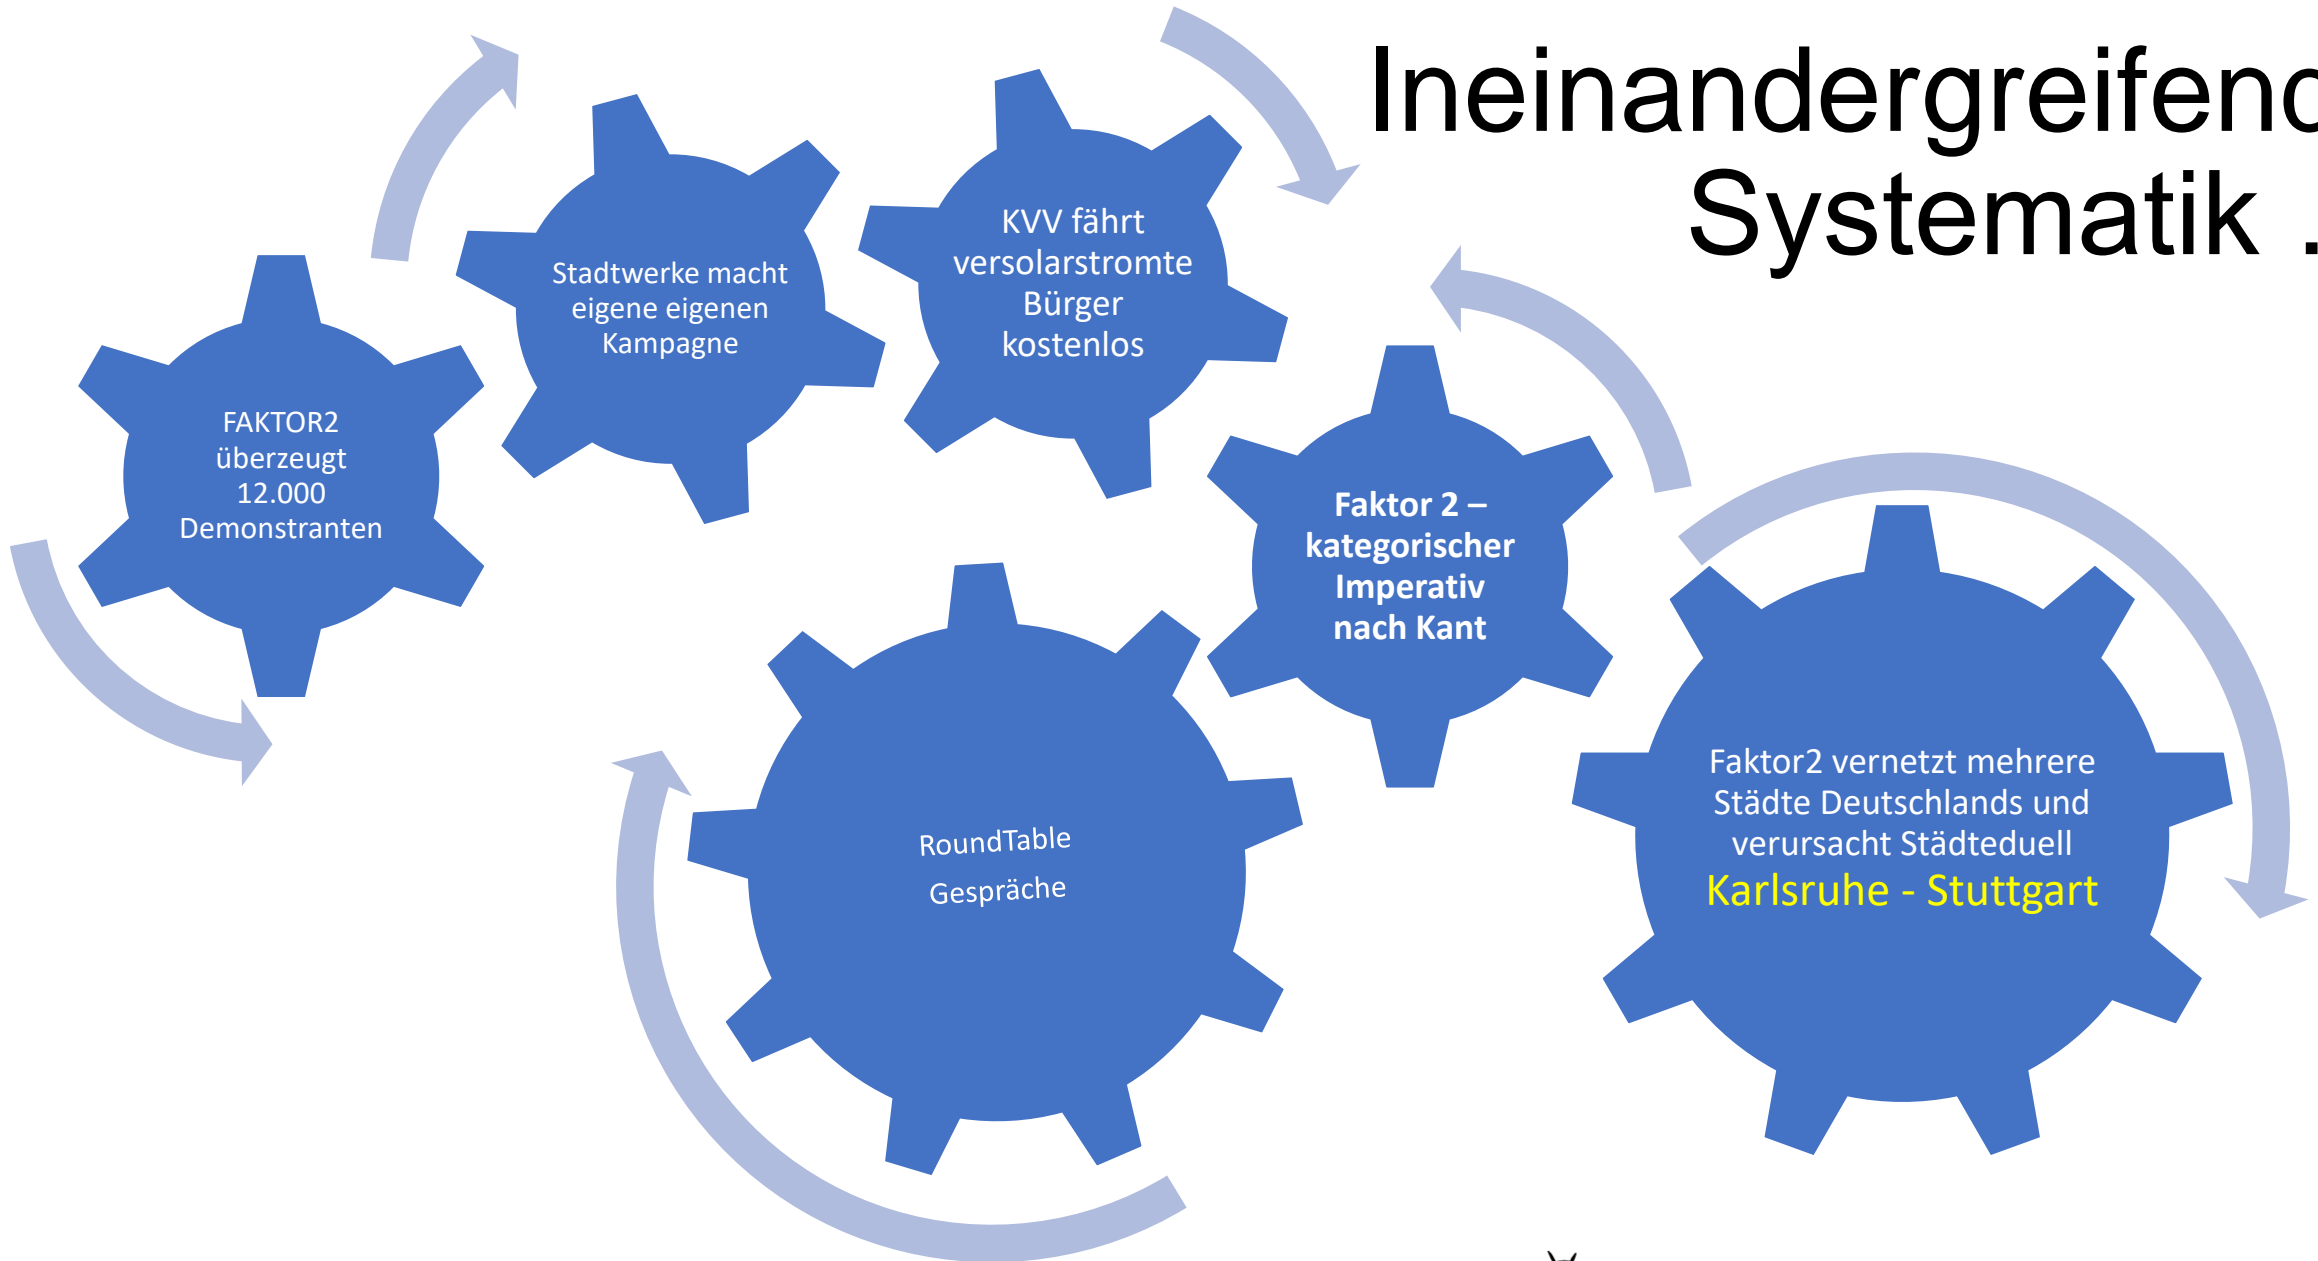 Ineinandergreifend
Systematik .
KVV fährt
versolarstromte
Bürger
kostenlos
Stadtwerke macht
eigene eigenen
Kampagne
FAKTOR2
überzeugt
12.000
Demonstranten
Faktor 2 –
kategorischer
Imperativ
nach Kant
Faktor2 vernetzt mehrere
Städte Deutschlands und
verursacht Städteduell
Karlsruhe - Stuttgart
RoundTable
Gespräche